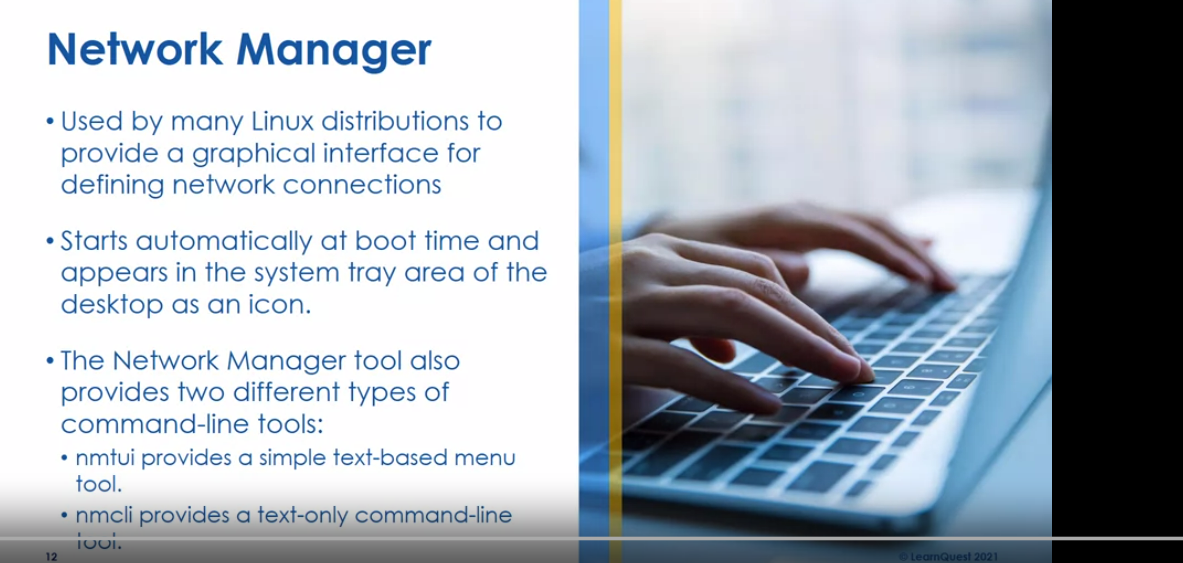 Network Manager
• Used by many Linux distributions to
provide a graphical interface for
defining network connections
• Starts automatically at boot time and
appears in the system tray area of the
desktop as an icon.
• The Network Manager tool also
provides two different types of
command-line tools:
• nmtui provides a simple text-based menu
tool.
• nmcli provides a text-only command-line
tool.
12
© LearnQuest 2021